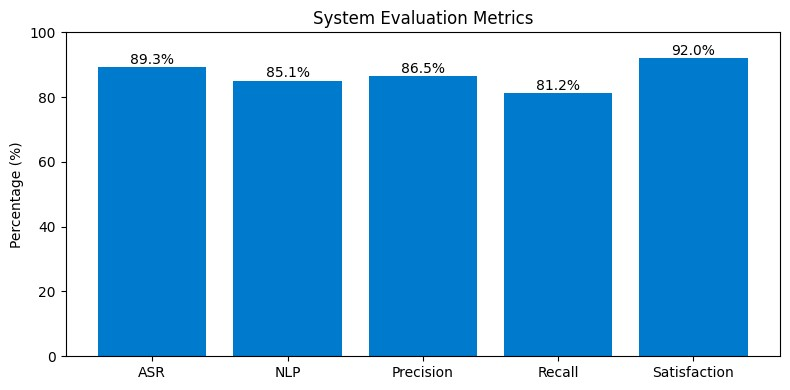 System Evaluation Metrics
Percentage (%)
100
80
60
40
20
0
89.3%
85.1%
86.5%
81.2%
92.0%
ASR
NLP
Precision
Recall
Satisfaction